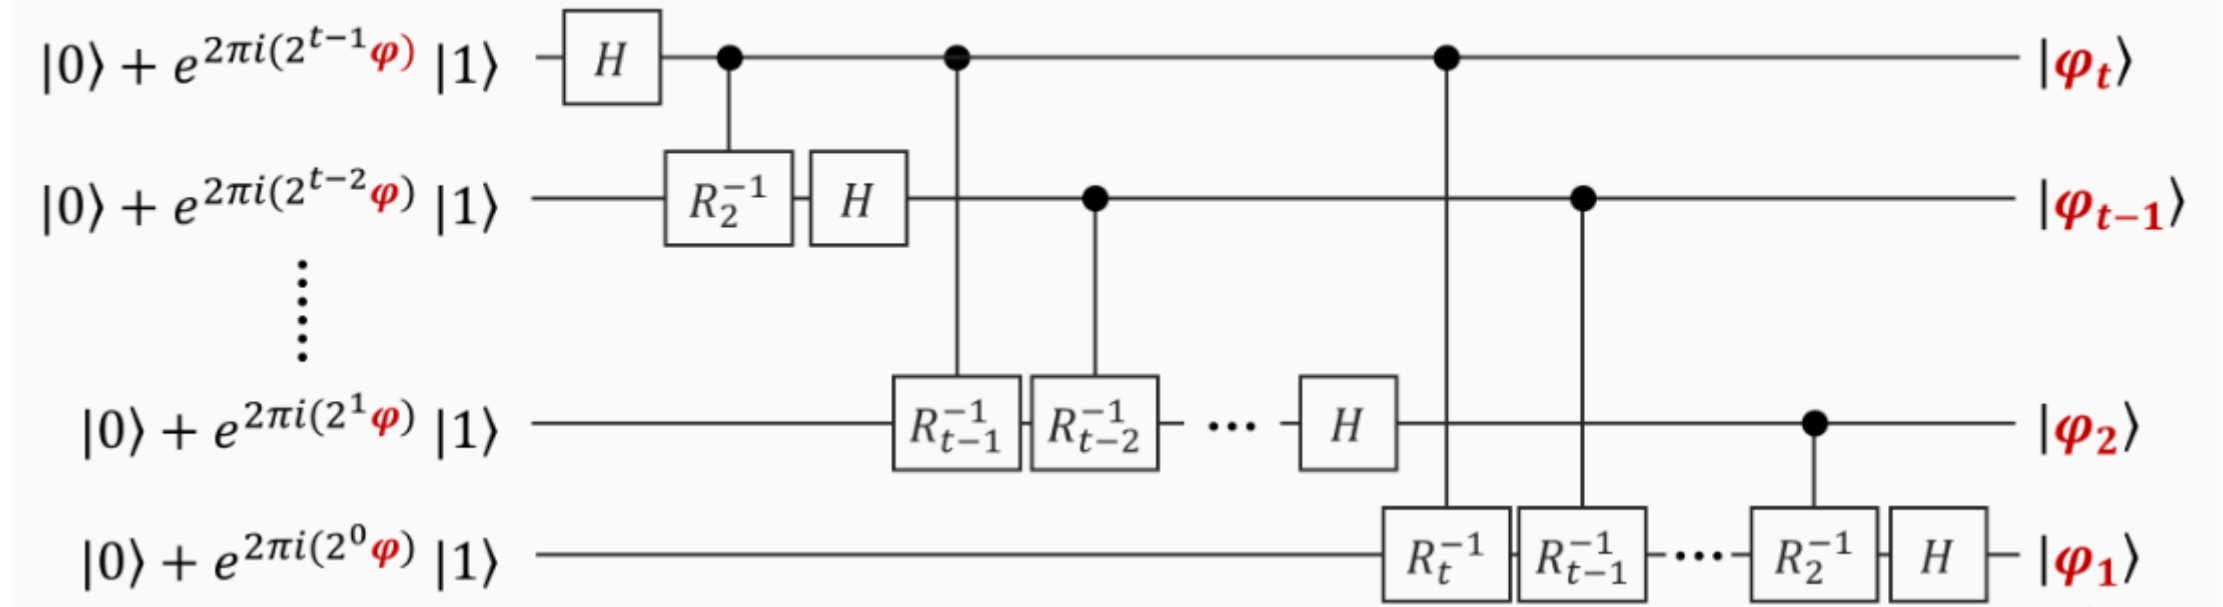 |0⟩ + e^{2πi(2^{t−1}φ)} |1⟩ H |φ_t⟩
|0⟩ + e^{2πi(2^{t−2}φ)} |1⟩ R_2^{−1} H |φ_{t−1}⟩
|0⟩ + e^{2πi(2^1φ)} |1⟩ R_{t−1}^{−1} R_{t−2}^{−1} ⋯ H |φ_2⟩
|0⟩ + e^{2πi(2^0φ)} |1⟩ R_t^{−1} R_{t−1}^{−1} ⋯ R_2^{−1} H |φ_1⟩